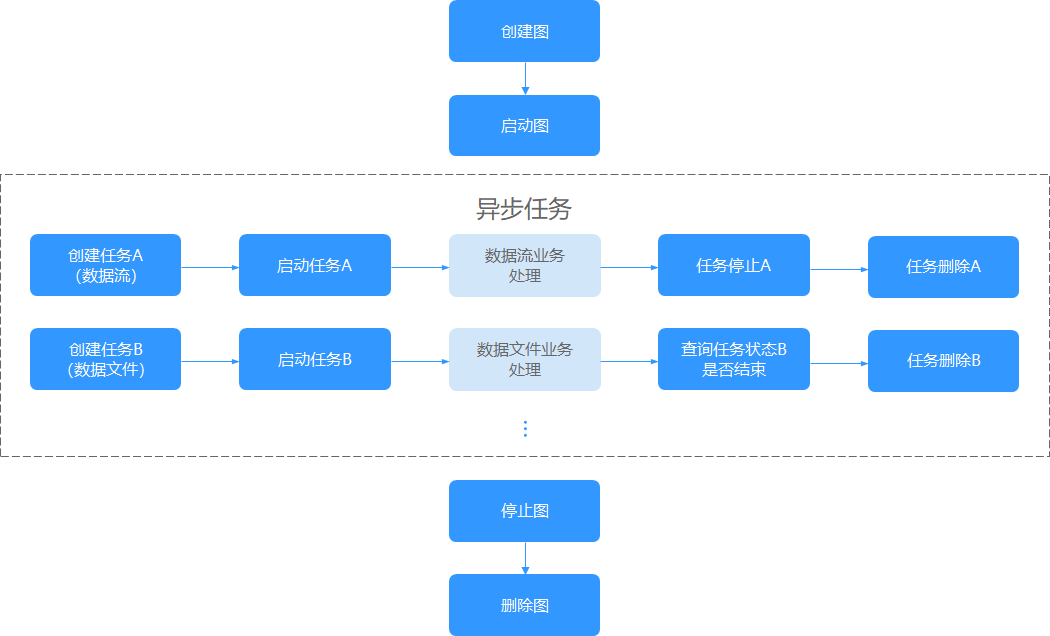 创建图
启动图
异步任务
创建任务A
（数据流）
启动任务A
数据流业务
处理
任务停止A
任务删除A
创建任务B
（数据文件）
启动任务B
数据文件业务
处理
查询任务状态B
是否结束
任务删除B
停止图
删除图